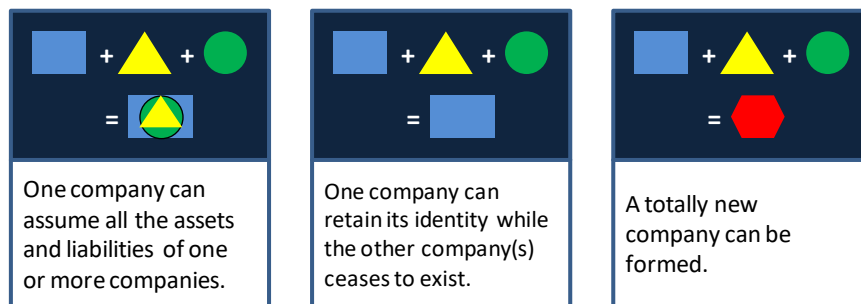 + +
=
One company can
assume all the assets
and liabilities of one
or more companies.
+ +
=
One company can
retain its identity while
the other company(s)
ceases to exist.
+ +
=
A totally new
company can be
formed.